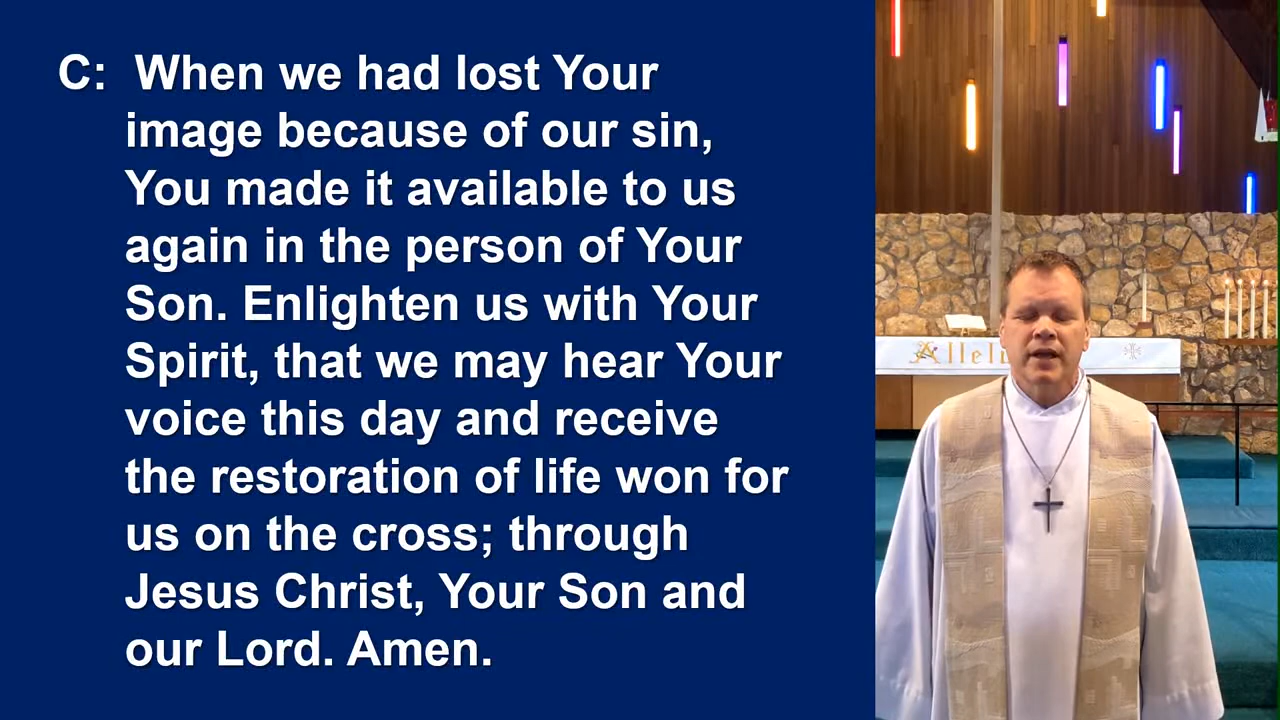 C: When we had lost Your
image because of our sin,
You made it available to us
again in the person of Your
Son. Enlighten us with Your
Spirit, that we may hear Your
voice this day and receive
the restoration of life won for
us on the cross; through
Jesus Christ, Your Son and
our Lord. Amen.
Allelu